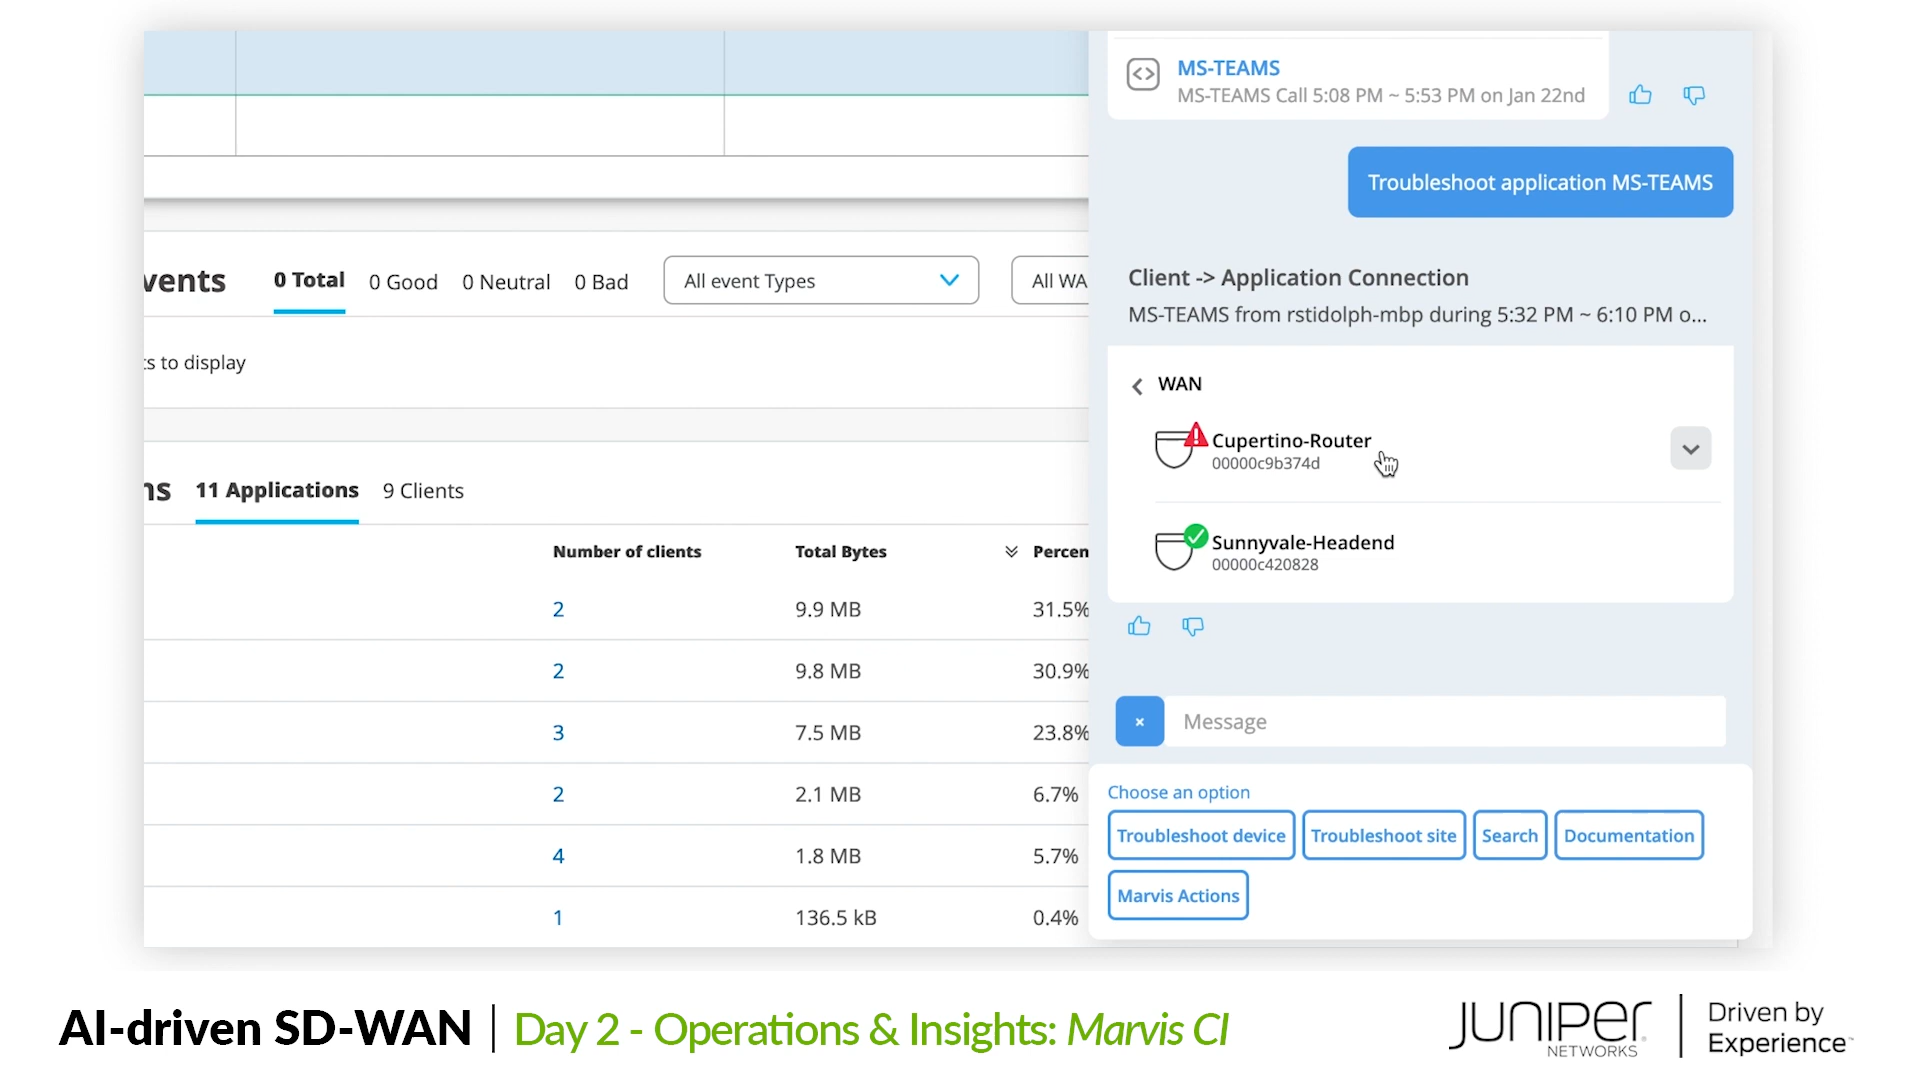 MS-TEAMS
MS-TEAMS Call 5:08 PM ~ 5:53 PM on Jan 22nd
Troubleshoot application MS-TEAMS
vents 0 Total 0 Good 0 Neutral 0 Bad All event Types All WA
ts to display
ns 11 Applications 9 Clients
Number of clients Total Bytes Percen
2 9.9 MB 31.5%
2 9.8 MB 30.9%
3 7.5 MB 23.8%
2 2.1 MB 6.7%
4 1.8 MB 5.7%
1 136.5 kB 0.4%
Client -> Application Connection
MS-TEAMS from rstidolph-mbp during 5:32 PM ~ 6:10 PM o...
WAN
Cupertino-Router
00000c9b374d
Sunnyvale-Headend
00000c420828
Message
Choose an option
Troubleshoot device Troubleshoot site Search Documentation
Marvis Actions
AI-driven SD-WAN | Day 2 - Operations & Insights: Marvis CI
JUNIPER
NETWORKS
Driven by
Experience